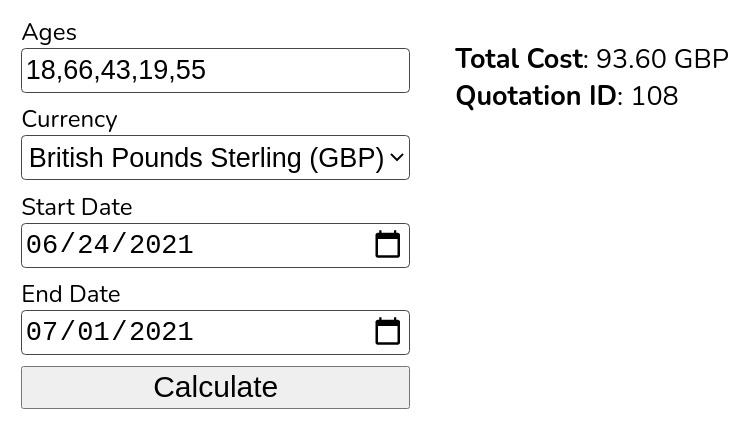 Ages
18,66,43,19,55
Currency
British Pounds Sterling (GBP)
Start Date
06/24/2021
End Date
07/01/2021
Calculate
Total Cost: 93.60 GBP
Quotation ID: 108